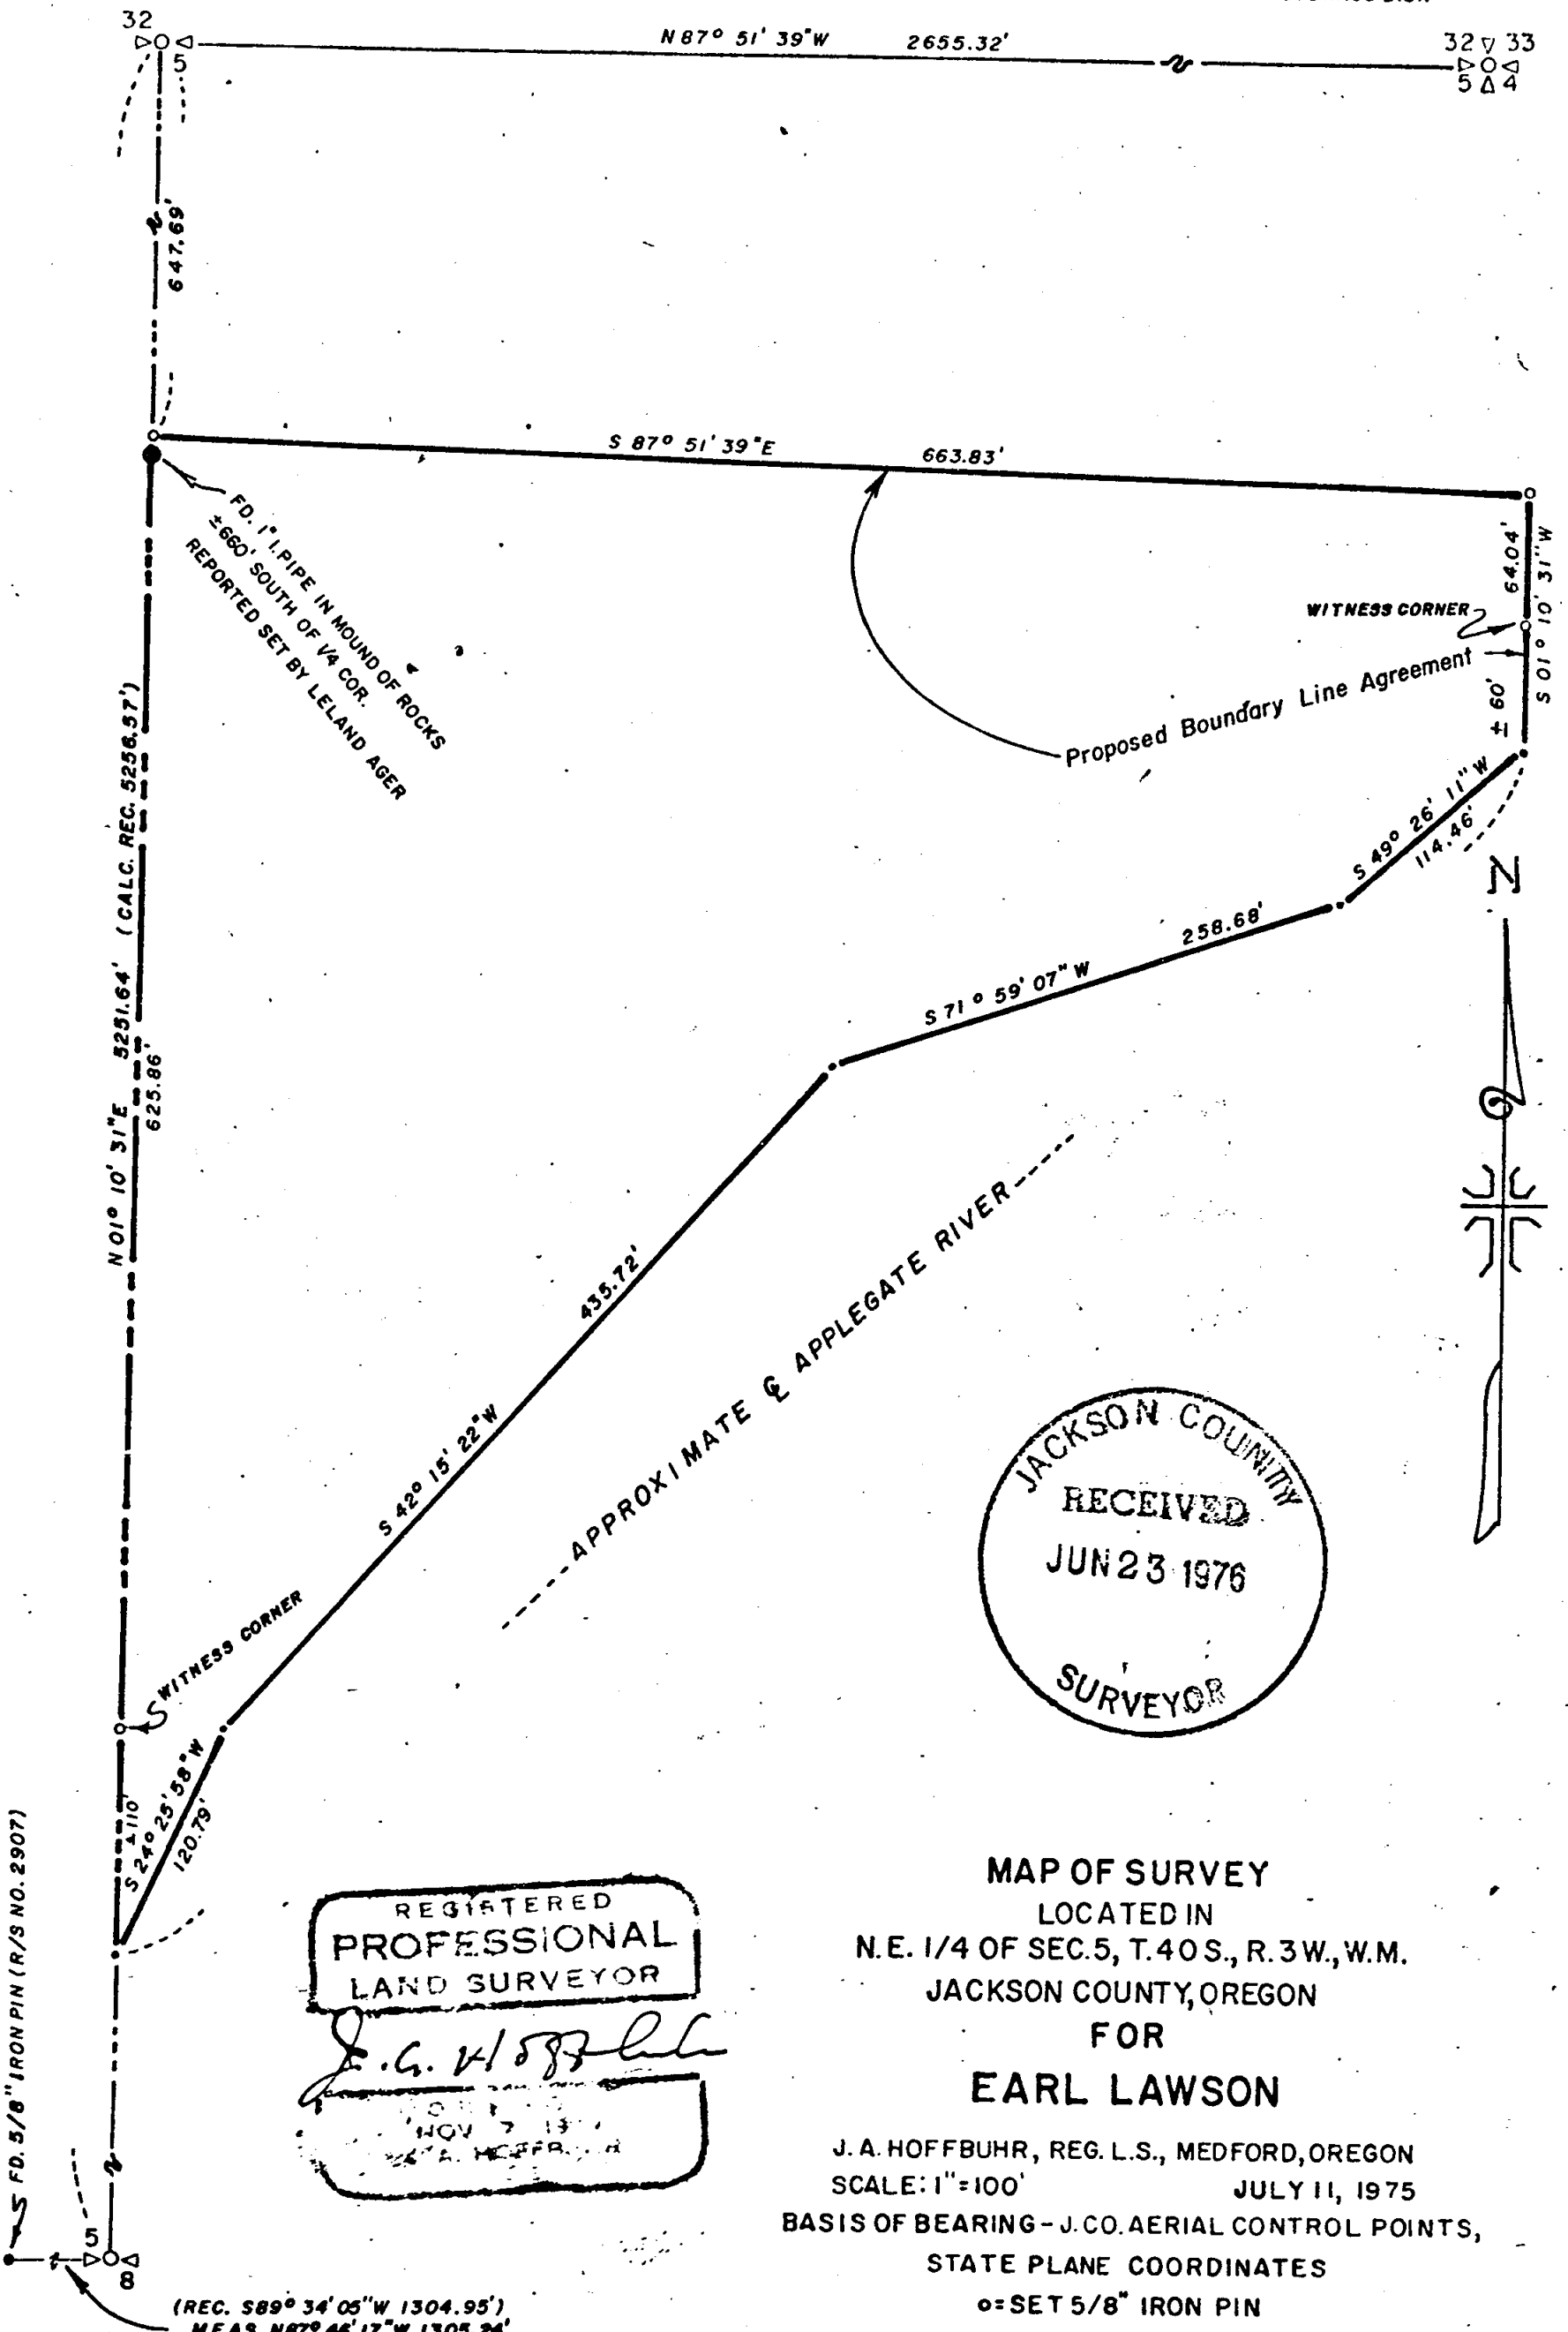 32
5
N 87° 51' 39" W 2655.32'
32 33
5 4
647.69'
S 87° 51' 39" E 663.83'
FD. 1" I.PIPE IN MOUND OF ROCKS
±660' SOUTH OF 1/4 COR.
REPORTED SET BY LELAND AGER
64.04'
S 01° 10' 31" W
WITNESS CORNER
Proposed Boundary Line Agreement
± 60'
S 49° 26' 11" W
114.46'
N
258.68'
S 71° 59' 07" W
N 01° 10' 31" E 5251.64' (CALC. REC. 5256.57')
625.86'
435.72'
S 42° 15' 22" W
APPROXIMATE ℄ APPLEGATE RIVER
JACKSON COUNTY
RECEIVED
JUN 23 1976
SURVEYOR
WITNESS CORNER
S 24° 25' 58" W
±110'
120.79'
FD. 5/8" IRON PIN (R/S NO. 2907)
5
8
(REC. S89° 34' 05" W 1304.95')
MEAS. N87° 46' 17" W 1305.24'
REGISTERED
PROFESSIONAL
LAND SURVEYOR
MAP OF SURVEY
LOCATED IN
N.E. 1/4 OF SEC.5, T.40S., R.3W., W.M.
JACKSON COUNTY, OREGON
FOR
EARL LAWSON
J. A. HOFFBUHR, REG. L.S., MEDFORD, OREGON
SCALE: 1"=100' JULY 11, 1975
BASIS OF BEARING - J.CO. AERIAL CONTROL POINTS,
STATE PLANE COORDINATES
o=SET 5/8" IRON PIN